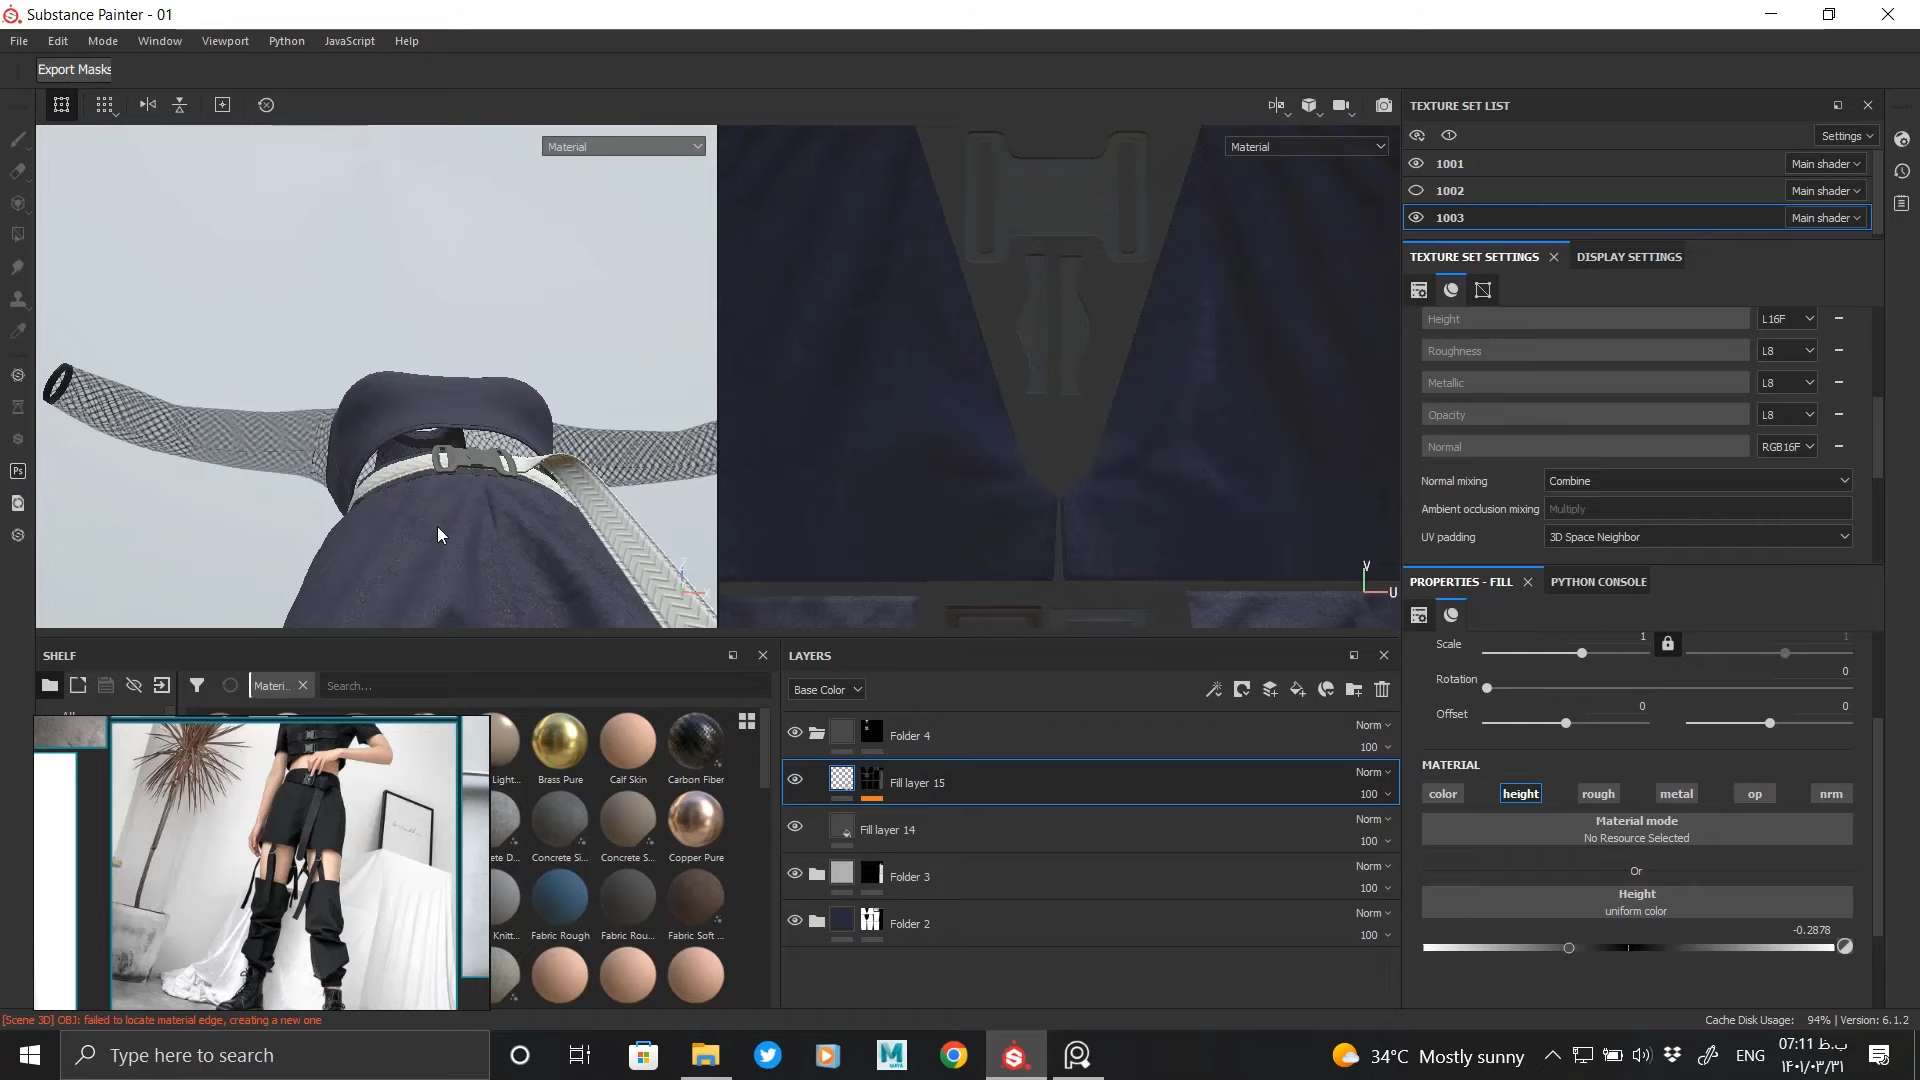 Substance Painter - 01
File Edit Mode Window Viewport Python JavaScript Help
Export Masks
Material
Material
TEXTURE SET LIST
Settings
1001 Main shader
1002 Main shader
1003 Main shader
TEXTURE SET SETTINGS DISPLAY SETTINGS
Height L16F
Roughness L8
Metallic L8
Opacity L8
Normal RGB16F
Normal mixing Combine
Ambient occlusion mixing Multiply
UV padding 3D Space Neighbor
V
U
PROPERTIES - FILL PYTHON CONSOLE
Scale 1 1
Rotation 0
Offset 0 0
MATERIAL
color height rough metal op nrm
Material mode
No Resource Selected
Or
Height
uniform color
-0.2878
SHELF
Materi..
Search...
Light... Brass Pure Calf Skin Carbon Fiber
ete D... Concrete Si... Concrete S... Copper Pure
Knitt... Fabric Rough Fabric Rou... Fabric Soft ...
LAYERS
Base Color
Folder 4 Norm 100
Fill layer 15 Norm 100
Fill layer 14 Norm 100
Folder 3 Norm 100
Folder 2 Norm 100
[Scene 3D] OBJ: failed to locate material edge, creating a new one
Cache Disk Usage: 94% | Version: 6.1.2
Type here to search
34°C Mostly sunny
ENG
07:11 ب.ظ
۱۴۰۱/۰۳/۳۱